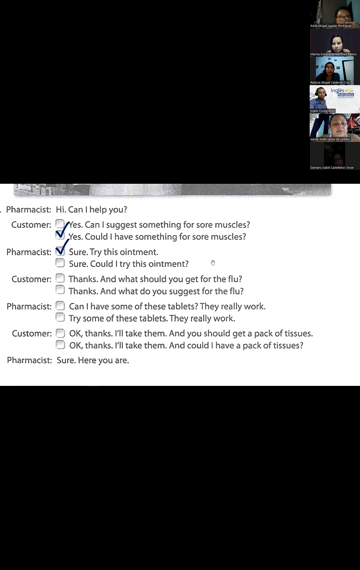 Pharmacist: Hi. Can I help you?
Customer: Yes. Can I suggest something for sore muscles?
Yes. Could I have something for sore muscles?
Pharmacist: Sure. Try this ointment.
Sure. Could I try this ointment?
Customer: Thanks. And what should you get for the flu?
Thanks. And what do you suggest for the flu?
Pharmacist: Can I have some of these tablets? They really work.
Try some of these tablets. They really work.
Customer: OK, thanks. I'll take them. And you should get a pack of tissues.
OK, thanks. I'll take them. And could I have a pack of tissues?
Pharmacist: Sure. Here you are.